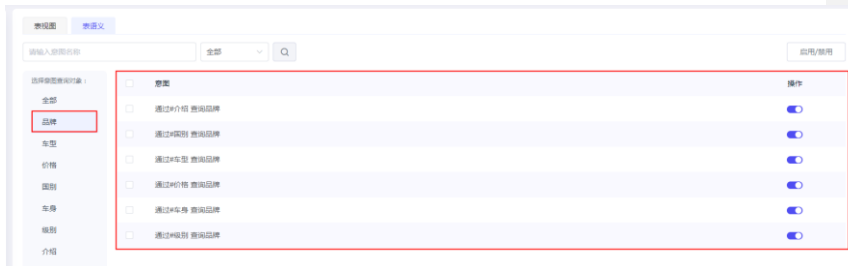 表视图 表语义
请输入意图名称 全部 启用/禁用
选择意图查询对象：
意图 操作
全部
通过#介绍 查询品牌
品牌
通过#国别 查询品牌
车型
通过#车型 查询品牌
价格
通过#价格 查询品牌
国别
通过#车身 查询品牌
车身
通过#级别 查询品牌
级别
介绍